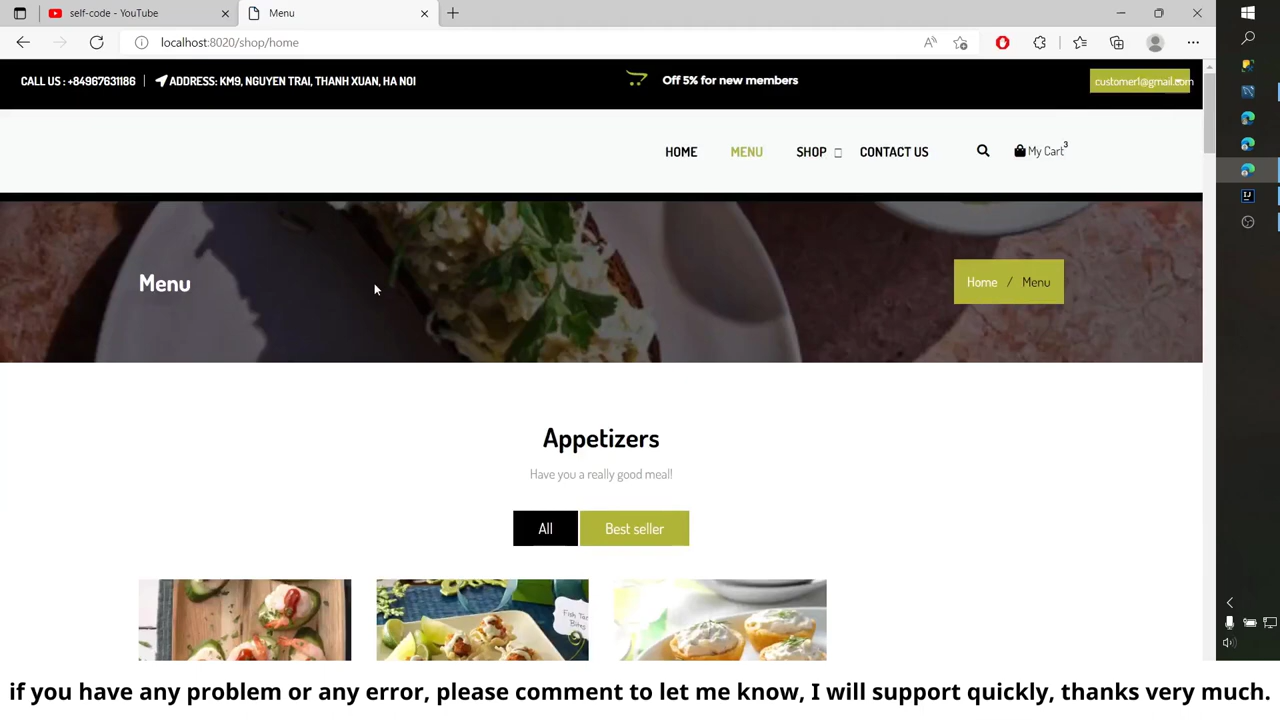 self-code - YouTube
Menu
localhost:8020/shop/home
CALL US : +84967631186
ADDRESS: KM9, NGUYEN TRAI, THANH XUAN, HA NOI
Off 5% for new members
customer1@gmail.com
HOME
MENU
SHOP
CONTACT US
My Cart 3
Menu
Home / Menu
Appetizers
Have you a really good meal!
All
Best seller
if you have any problem or any error, please comment to let me know, I will support quickly, thanks very much.